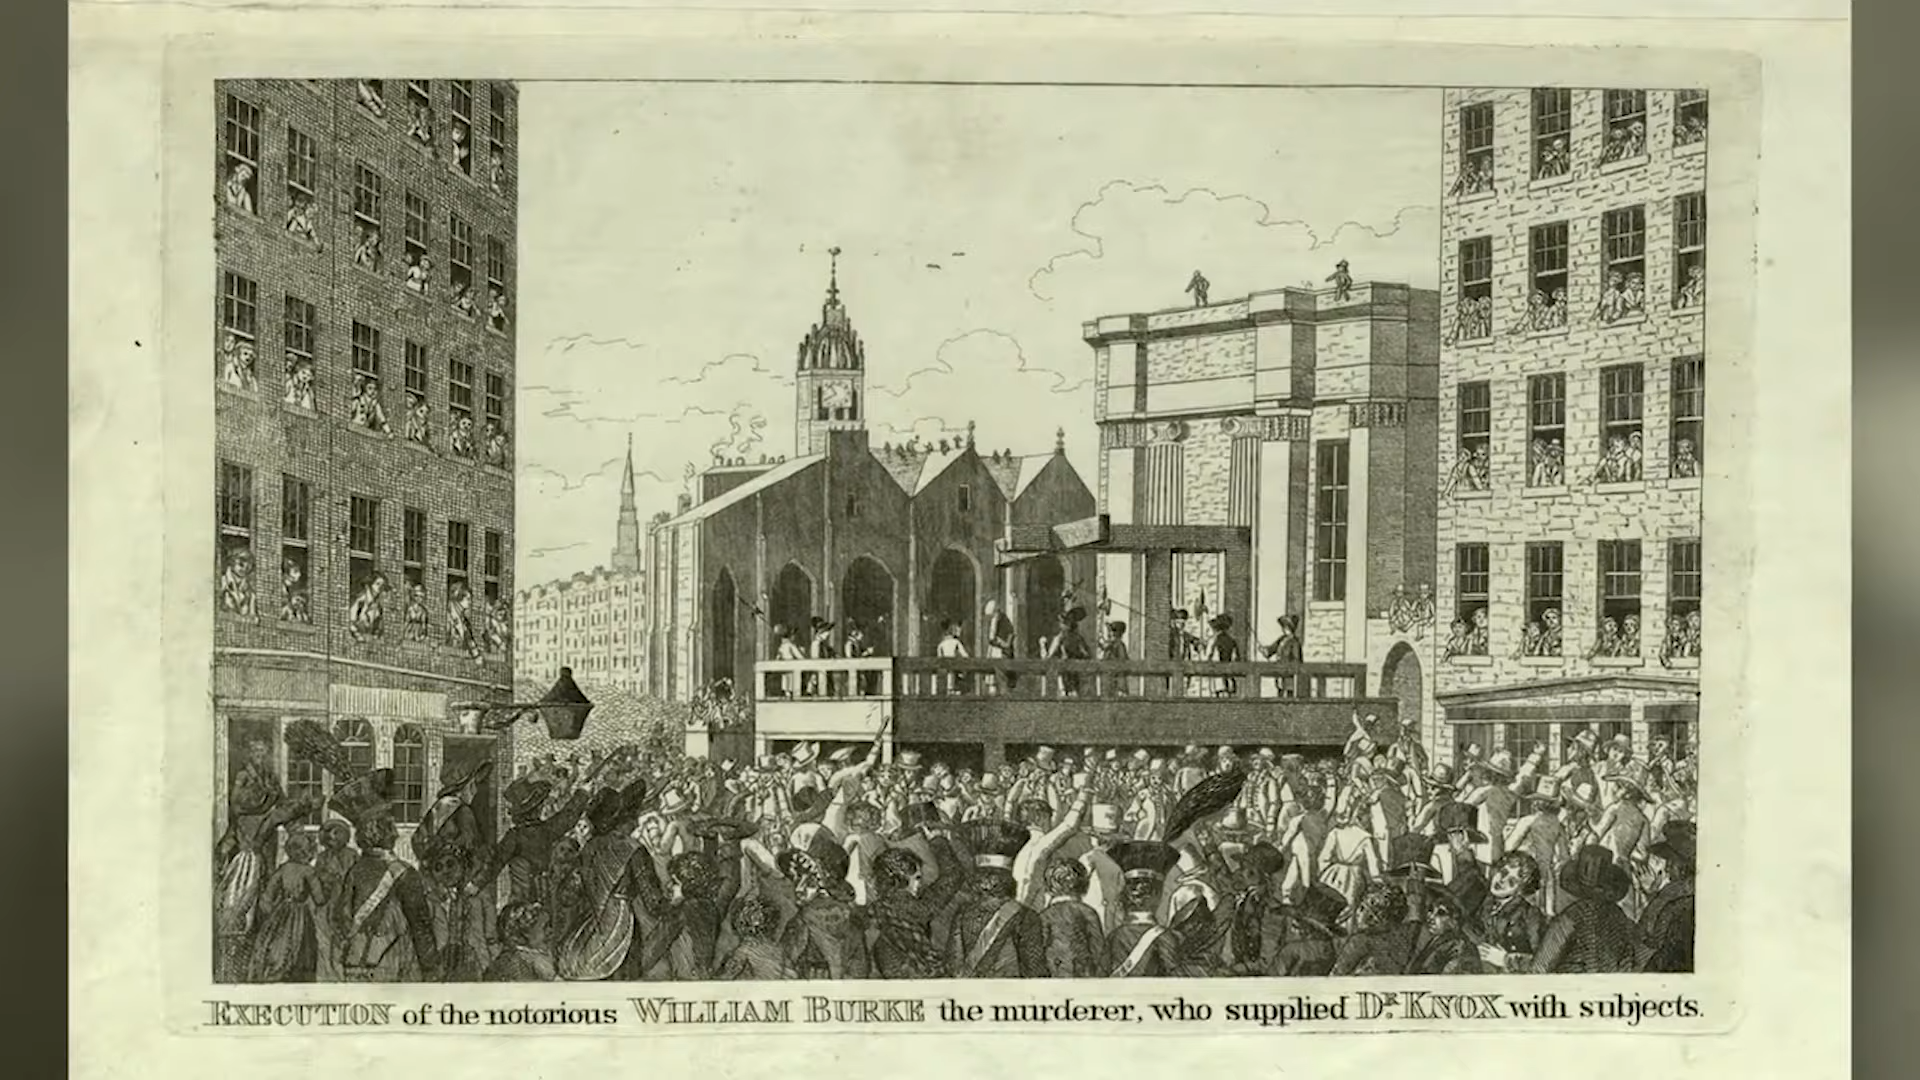 EXECUTION of the notorious WILLIAM BURKE the murderer, who supplied DR. KNOX with subjects.